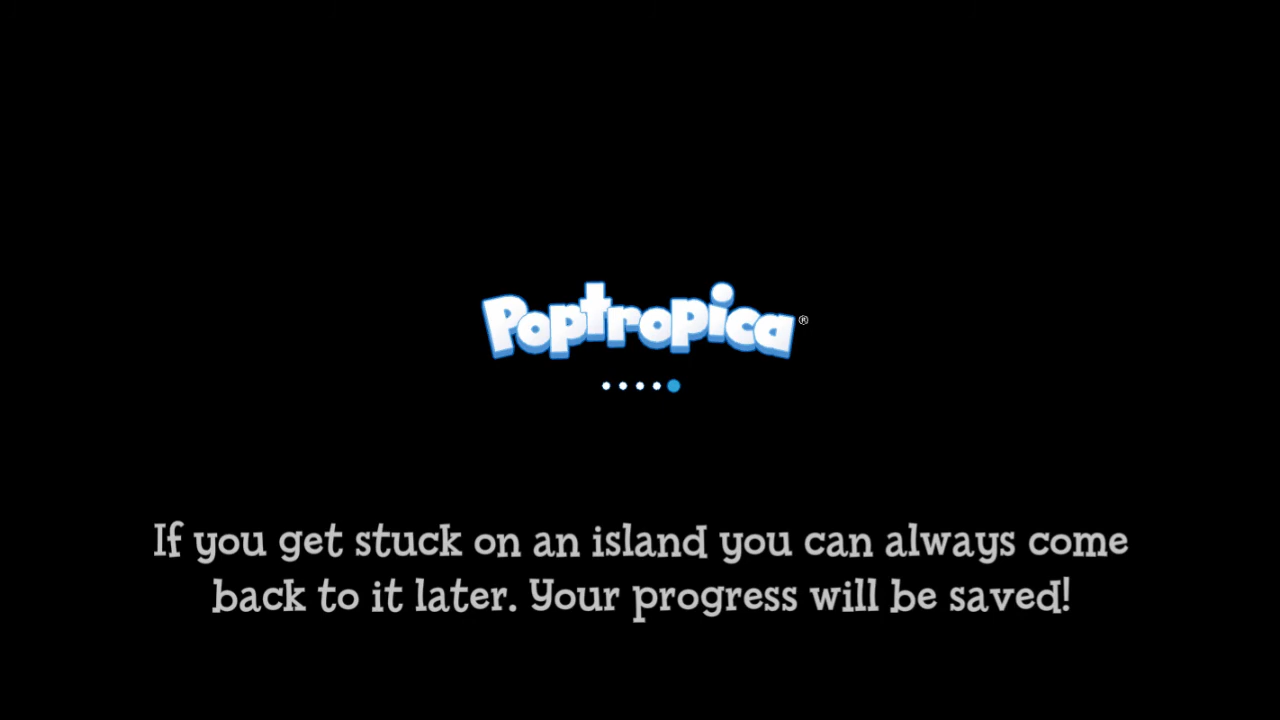 Poptropica®
If you get stuck on an island you can always come
back to it later. Your progress will be saved!